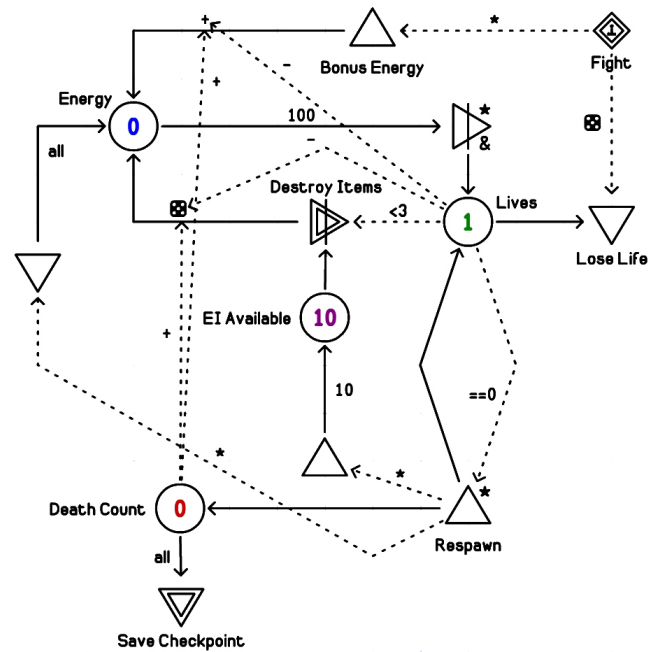 +
*
-
Bonus Energy
Fight
+
Energy
0
100
*
&
all
-
Destroy Items
<3
Lives
1
Lose Life
EI Available
10
+
10
==0
*
*
*
Death Count
0
Respawn
all
Save Checkpoint